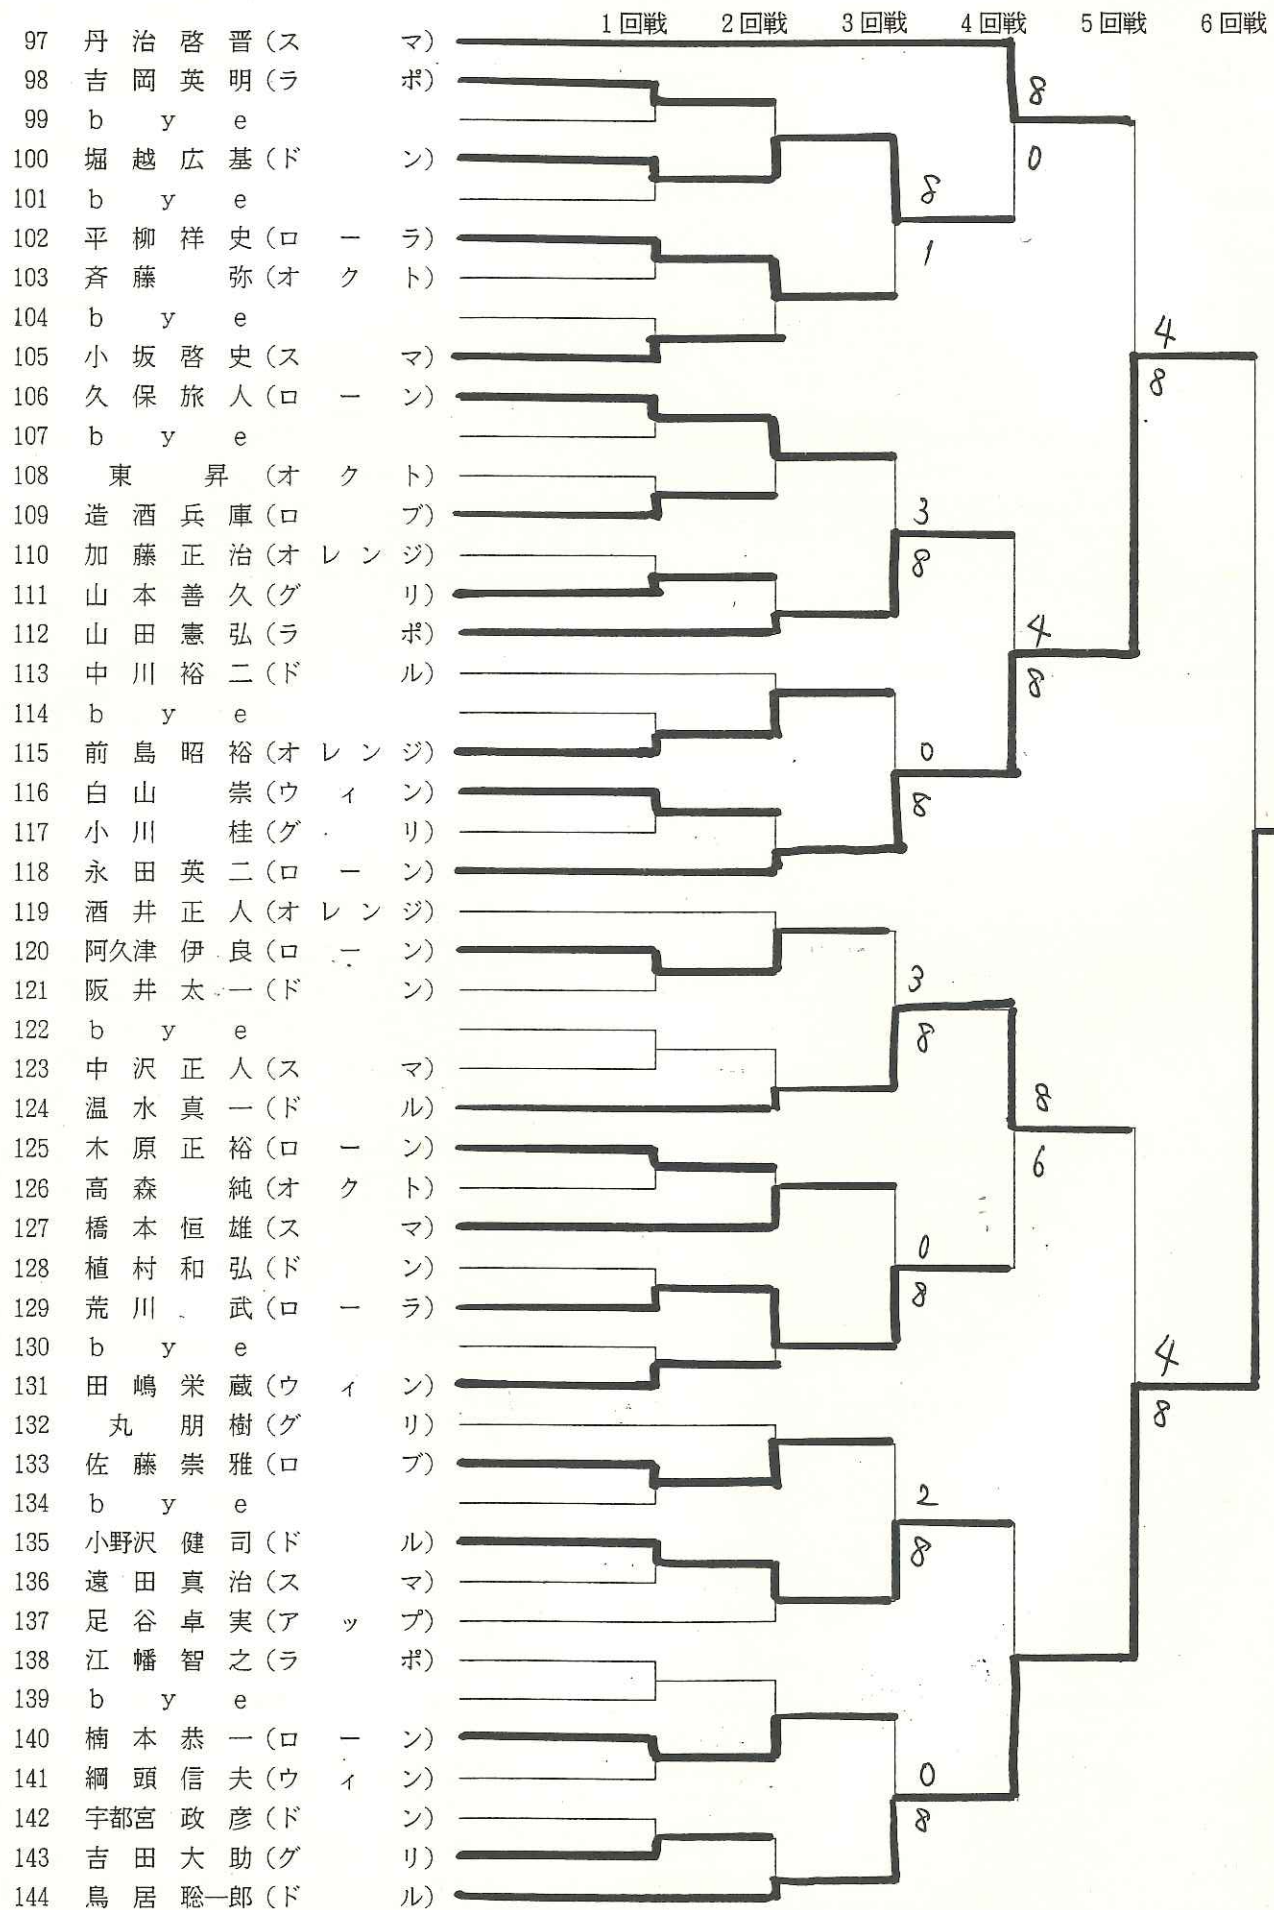 1回戦 2回戦 3回戦 4回戦 5回戦 6回戦
97 丹治啓晋(スマ)
98 吉岡英明(ラポ)
8
99 bye
100 堀越広基(ドン)
0
101 bye
8
102 平柳祥史(ローラ)
1
103 斉藤弥(オクト)
104 bye
4
105 小坂啓史(スマ)
8
106 久保旅人(ローン)
107 bye
108 東昇(オクト)
109 造酒兵庫(ロブ)
3
110 加藤正治(オレンジ)
8
111 山本善久(グリ)
112 山田憲弘(ラポ)
4
113 中川裕二(ドル)
8
114 bye
115 前島昭裕(オレンジ)
0
116 白山崇(ウィン)
8
117 小川桂(グリ)
118 永田英二(ローン)
119 酒井正人(オレンジ)
120 阿久津伊良(ローン)
121 阪井太一(ドン)
3
122 bye
8
123 中沢正人(スマ)
124 温水真一(ドル)
8
125 木原正裕(ローン)
6
126 高森純(オクト)
127 橋本恒雄(スマ)
0
128 植村和弘(ドン)
8
129 荒川武(ローラ)
130 bye
4
131 田嶋栄蔵(ウィン)
8
132 丸朋樹(グリ)
133 佐藤崇雅(ロブ)
134 bye
2
135 小野沢健司(ドル)
8
136 遠田真治(スマ)
137 足谷卓実(アップ)
138 江幡智之(ラポ)
139 bye
140 楠本恭一(ローン)
141 綱頭信夫(ウィン)
0
142 宇都宮政彦(ドン)
8
143 吉田大助(グリ)
144 鳥居聡一郎(ドル)